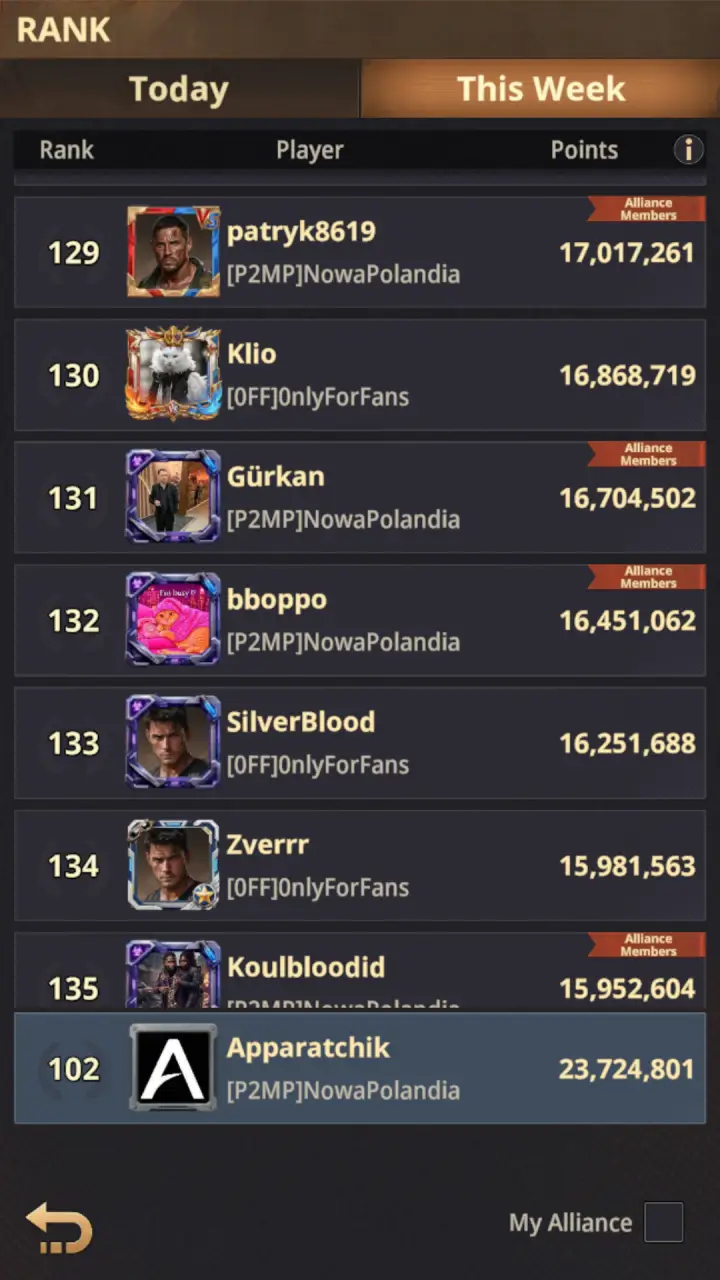 RANK
Today
This Week
Rank
Player
Points
129
patryk8619
[P2MP]NowaPolandia
Alliance
Members
17,017,261
130
Klio
[0FF]0nlyForFans
16,868,719
131
Gürkan
[P2MP]NowaPolandia
Alliance
Members
16,704,502
132
I'm busy
bboppo
[P2MP]NowaPolandia
Alliance
Members
16,451,062
133
SilverBlood
[0FF]0nlyForFans
16,251,688
134
Zverrr
[0FF]0nlyForFans
15,981,563
135
Koulbloodid
[P2MP]NowaPolandia
Alliance
Members
15,952,604
102
Apparatchik
[P2MP]NowaPolandia
23,724,801
My Alliance